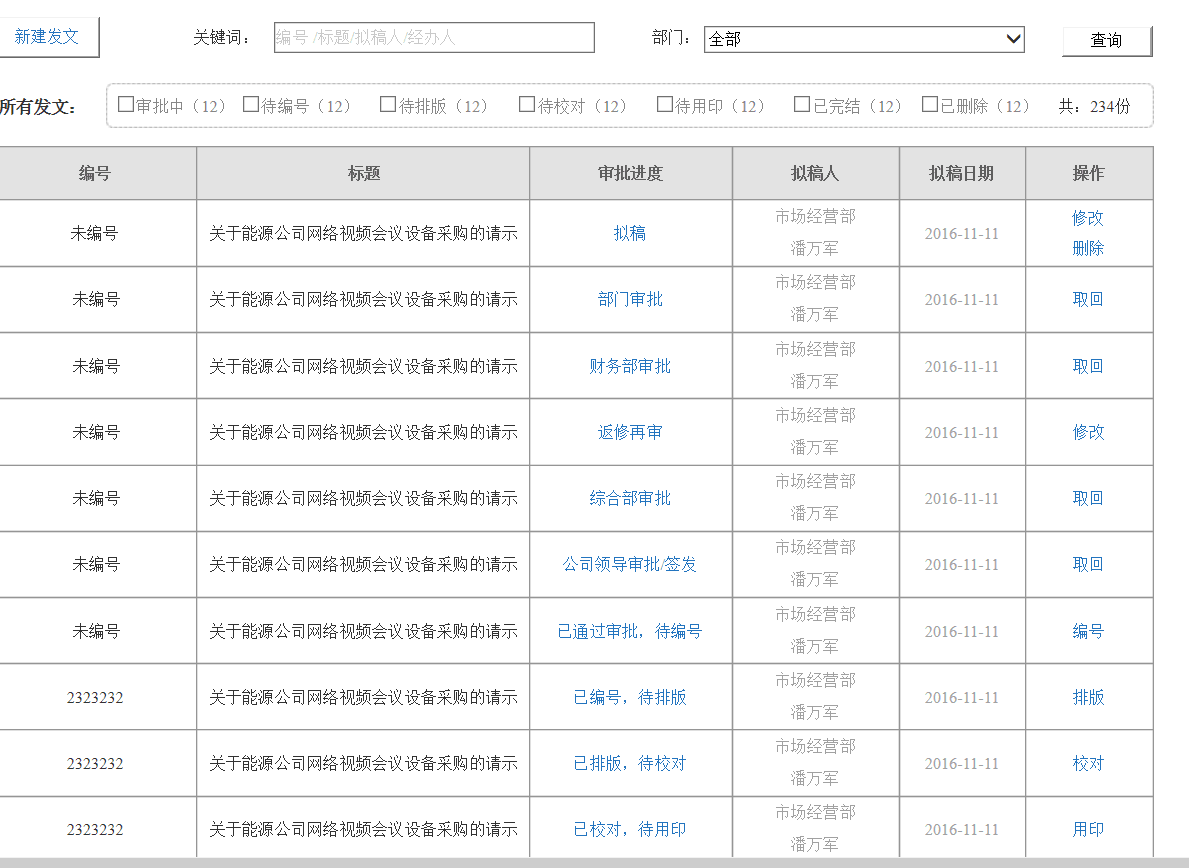 新建发文 关键词： 编号 /标题/拟稿人/经办人 部门： 全部 查询
所有发文： 审批中（12） 待编号（12） 待排版（12） 待校对（12） 待用印（12） 已完结（12） 已删除（12） 共：234份
编号 标题 审批进度 拟稿人 拟稿日期 操作
未编号 关于能源公司网络视频会议设备采购的请示 拟稿 市场经营部 潘万军 2016-11-11 修改 删除
未编号 关于能源公司网络视频会议设备采购的请示 部门审批 市场经营部 潘万军 2016-11-11 取回
未编号 关于能源公司网络视频会议设备采购的请示 财务部审批 市场经营部 潘万军 2016-11-11 取回
未编号 关于能源公司网络视频会议设备采购的请示 返修再审 市场经营部 潘万军 2016-11-11 修改
未编号 关于能源公司网络视频会议设备采购的请示 综合部审批 市场经营部 潘万军 2016-11-11 取回
未编号 关于能源公司网络视频会议设备采购的请示 公司领导审批/签发 市场经营部 潘万军 2016-11-11 取回
未编号 关于能源公司网络视频会议设备采购的请示 已通过审批，待编号 市场经营部 潘万军 2016-11-11 编号
2323232 关于能源公司网络视频会议设备采购的请示 已编号，待排版 市场经营部 潘万军 2016-11-11 排版
2323232 关于能源公司网络视频会议设备采购的请示 已排版，待校对 市场经营部 潘万军 2016-11-11 校对
2323232 关于能源公司网络视频会议设备采购的请示 已校对，待用印 市场经营部 潘万军 2016-11-11 用印